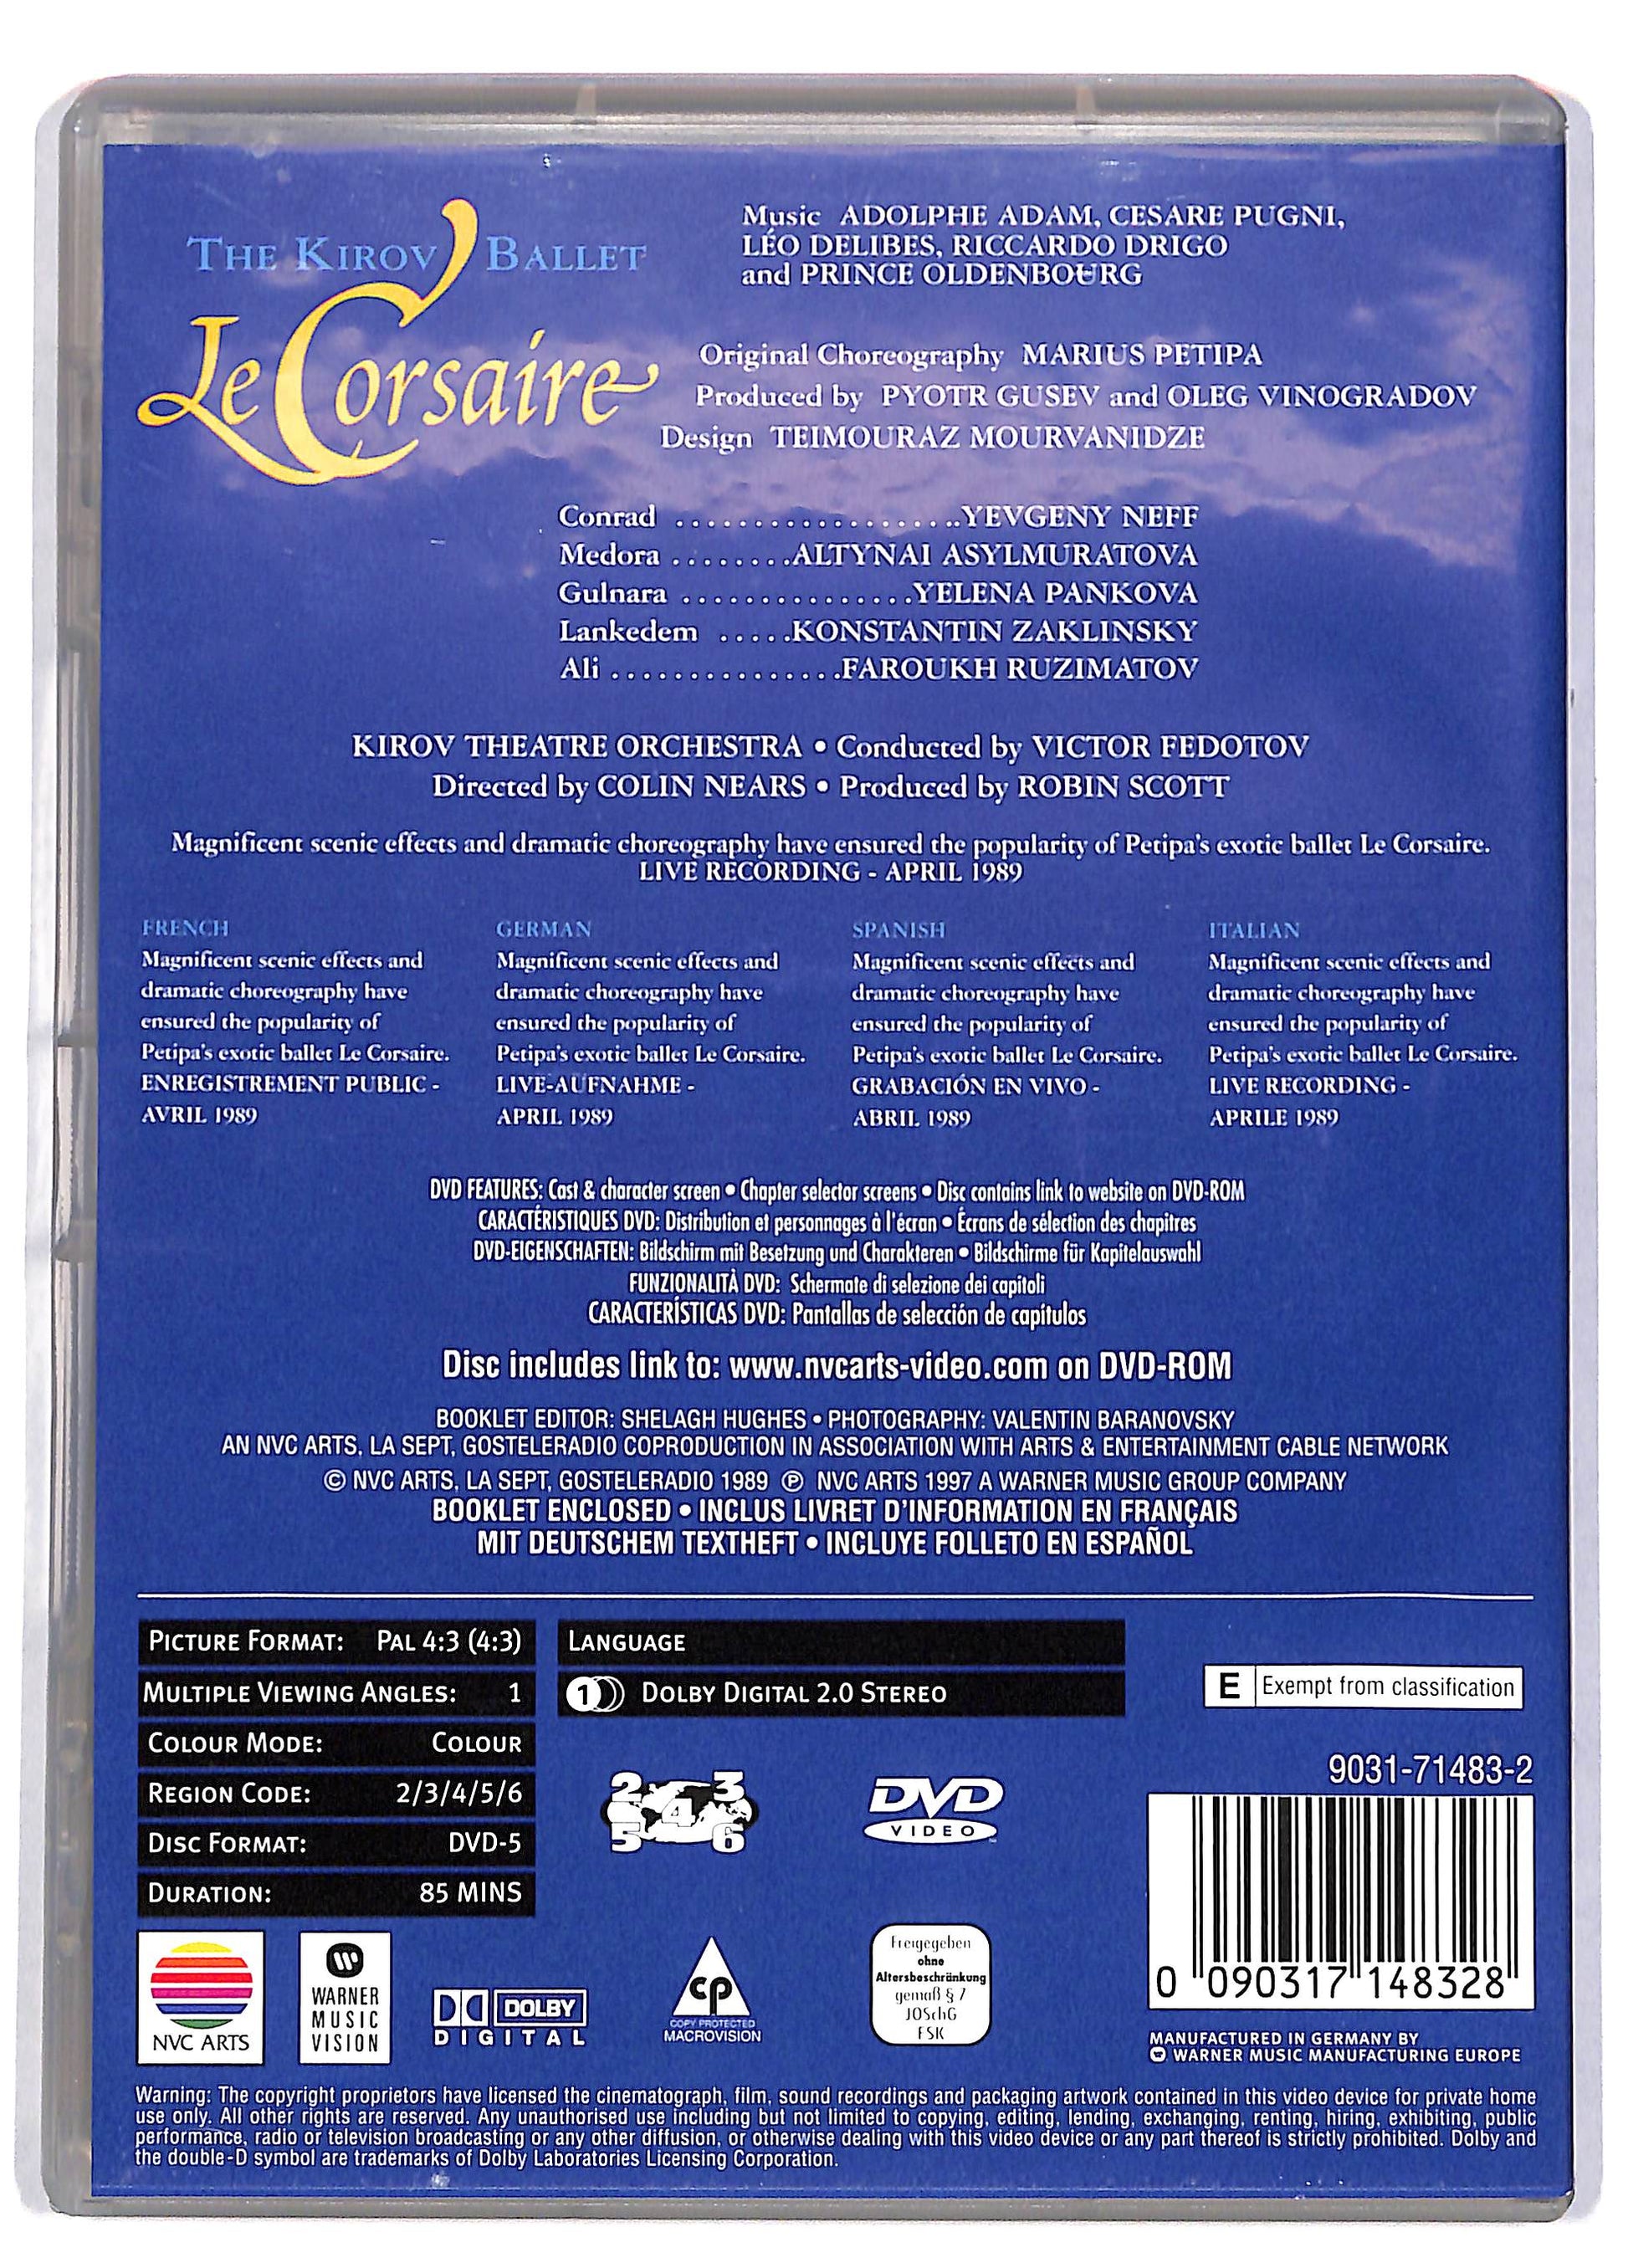 THE KIROV BALLET
Le Corsaire
Music ADOLPHE ADAM, CESARE PUGNI,
LÉO DELIBES, RICCARDO DRIGO
and PRINCE OLDENBOURG
Original Choreography MARIUS PETIPA
Produced by PYOTR GUSEV and OLEG VINOGRADOV
Design TEIMOURAZ MOURVANIDZE
Conrad ...................YEVGENY NEFF
Medora ........ALTYNAI ASYLMURATOVA
Gulnara ...............YELENA PANKOVA
Lankedem .....KONSTANTIN ZAKLINSKY
Ali ...............FAROUKH RUZIMATOV
KIROV THEATRE ORCHESTRA • Conducted by VICTOR FEDOTOV
Directed by COLIN NEARS • Produced by ROBIN SCOTT
Magnificent scenic effects and dramatic choreography have ensured the popularity of Petipa's exotic ballet Le Corsaire.
LIVE RECORDING - APRIL 1989
FRENCH
Magnificent scenic effects and
dramatic choreography have
ensured the popularity of
Petipa's exotic ballet Le Corsaire.
ENREGISTREMENT PUBLIC -
AVRIL 1989
GERMAN
Magnificent scenic effects and
dramatic choreography have
ensured the popularity of
Petipa's exotic ballet Le Corsaire.
LIVE-AUFNAHME -
APRIL 1989
SPANISH
Magnificent scenic effects and
dramatic choreography have
ensured the popularity of
Petipa's exotic ballet Le Corsaire.
GRABACIÓN EN VIVO -
ABRIL 1989
ITALIAN
Magnificent scenic effects and
dramatic choreography have
ensured the popularity of
Petipa's exotic ballet Le Corsaire.
LIVE RECORDING -
APRILE 1989
DVD FEATURES: Cast & character screen • Chapter selector screens • Disc contains link to website on DVD-ROM
CARACTÉRISTIQUES DVD: Distribution et personnages à l'écran • Écrans de sélection des chapitres
DVD-EIGENSCHAFTEN: Bildschirm mit Besetzung und Charakteren • Bildschirme für Kapitelauswahl
FUNZIONALITÀ DVD: Schermate di selezione dei capitoli
CARACTERÍSTICAS DVD: Pantallas de selección de capítulos
Disc includes link to: www.nvcarts-video.com on DVD-ROM
BOOKLET EDITOR: SHELAGH HUGHES • PHOTOGRAPHY: VALENTIN BARANOVSKY
AN NVC ARTS, LA SEPT, GOSTELERADIO COPRODUCTION IN ASSOCIATION WITH ARTS & ENTERTAINMENT CABLE NETWORK
© NVC ARTS, LA SEPT, GOSTELERADIO 1989 ℗ NVC ARTS 1997 A WARNER MUSIC GROUP COMPANY
BOOKLET ENCLOSED • INCLUS LIVRET D'INFORMATION EN FRANÇAIS
MIT DEUTSCHEM TEXTHEFT • INCLUYE FOLLETO EN ESPAÑOL
PICTURE FORMAT: PAL 4:3 (4:3)
MULTIPLE VIEWING ANGLES: 1
COLOUR MODE: COLOUR
REGION CODE: 2/3/4/5/6
DISC FORMAT: DVD-5
DURATION: 85 MINS
LANGUAGE
1 DOLBY DIGITAL 2.0 STEREO
E Exempt from classification
2 3
4
5 6
DVD
VIDEO
9031-71483-2
0 090317 148328
NVC ARTS
WARNER
MUSIC
VISION
DOLBY
DIGITAL
cp
COPY PROTECTED
MACROVISION
Freigegeben
ohne
Altersbeschränkung
gemäß § 7
JÖSchG
FSK
MANUFACTURED IN GERMANY BY
WARNER MUSIC MANUFACTURING EUROPE
Warning: The copyright proprietors have licensed the cinematograph, film, sound recordings and packaging artwork contained in this video device for private home
use only. All other rights are reserved. Any unauthorised use including but not limited to copying, editing, lending, exchanging, renting, hiring, exhibiting, public
performance, radio or television broadcasting or any other diffusion, or otherwise dealing with this video device or any part thereof is strictly prohibited. Dolby and
the double-D symbol are trademarks of Dolby Laboratories Licensing Corporation.